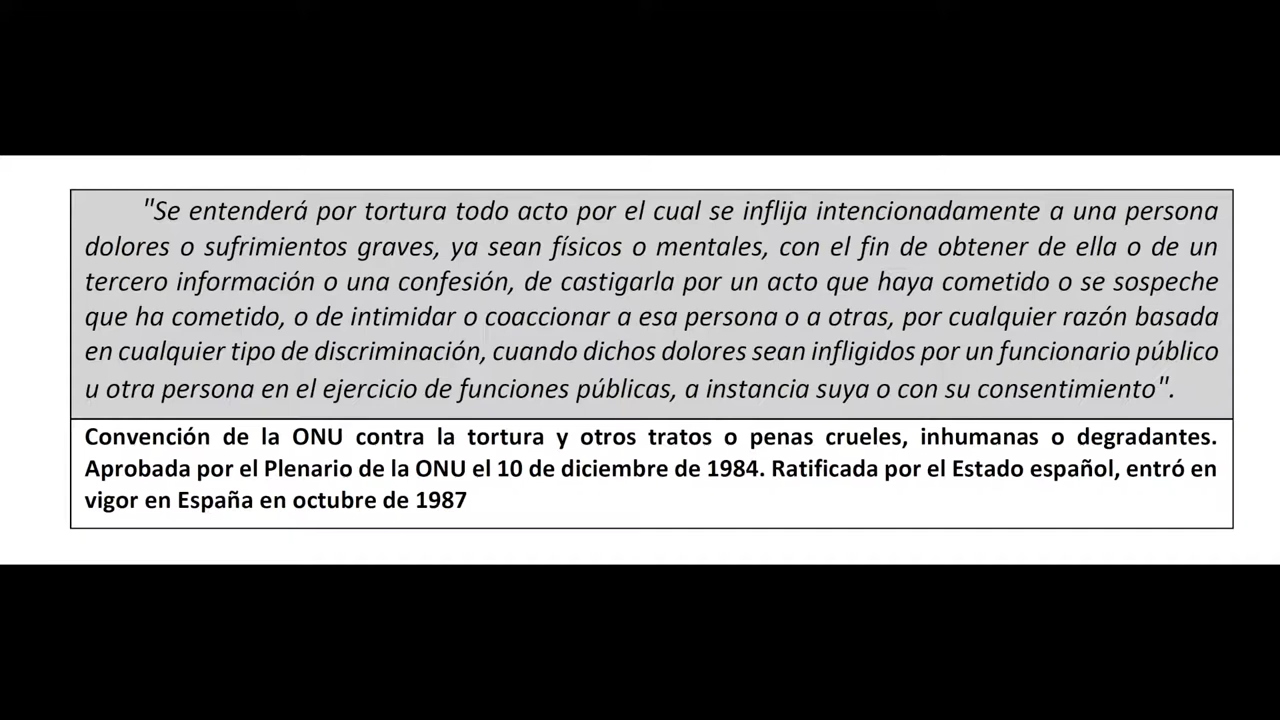 "Se entenderá por tortura todo acto por el cual se inflija intencionadamente a una persona
dolores o sufrimientos graves, ya sean físicos o mentales, con el fin de obtener de ella o de un
tercero información o una confesión, de castigarla por un acto que haya cometido o se sospeche
que ha cometido, o de intimidar o coaccionar a esa persona o a otras, por cualquier razón basada
en cualquier tipo de discriminación, cuando dichos dolores sean infligidos por un funcionario público
u otra persona en el ejercicio de funciones públicas, a instancia suya o con su consentimiento".
Convención de la ONU contra la tortura y otros tratos o penas crueles, inhumanas o degradantes.
Aprobada por el Plenario de la ONU el 10 de diciembre de 1984. Ratificada por el Estado español, entró en
vigor en España en octubre de 1987